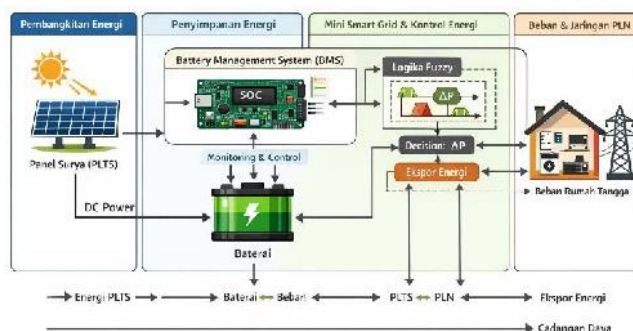 Pembangkitan Energi
Penyimpanan Energi
Mini Smart Grid & Kontrol Energi
Beban & Jaringan PLN
Battery Management System (BMS)
SOC
Logika Fuzzy
ΔP
Panel Surya (PLTS)
Monitoring & Control
Decision: ΔP
Ekspor Energi
Beban Rumah Tangga
DC Power
Baterai
Energi PLTS
Baterai
Beban
PLTS
PLN
Ekspor Energi
Cadangan Daya